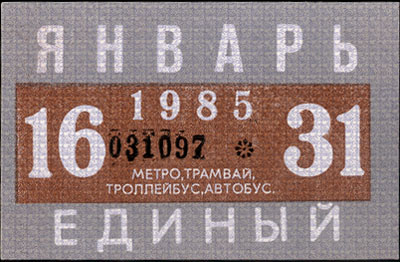 ЯНВАРЬ
1985
16 031097 * 31
МЕТРО,ТРАМВАЙ,
ТРОЛЛЕЙБУС,АВТОБУС.
ЕДИНЫЙ